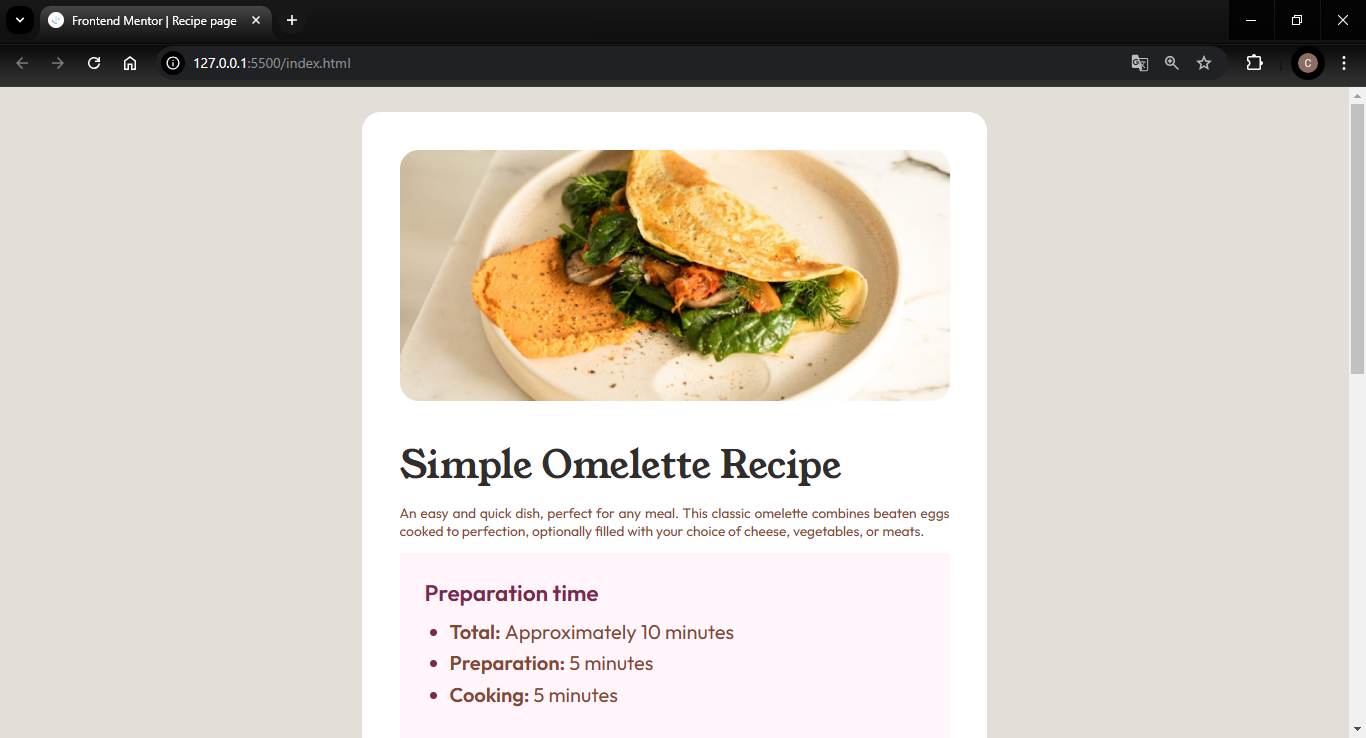 Frontend Mentor | Recipe page
127.0.0.1:5500/index.html
C
Simple Omelette Recipe
An easy and quick dish, perfect for any meal. This classic omelette combines beaten eggs
cooked to perfection, optionally filled with your choice of cheese, vegetables, or meats.
Preparation time
Total: Approximately 10 minutes
Preparation: 5 minutes
Cooking: 5 minutes